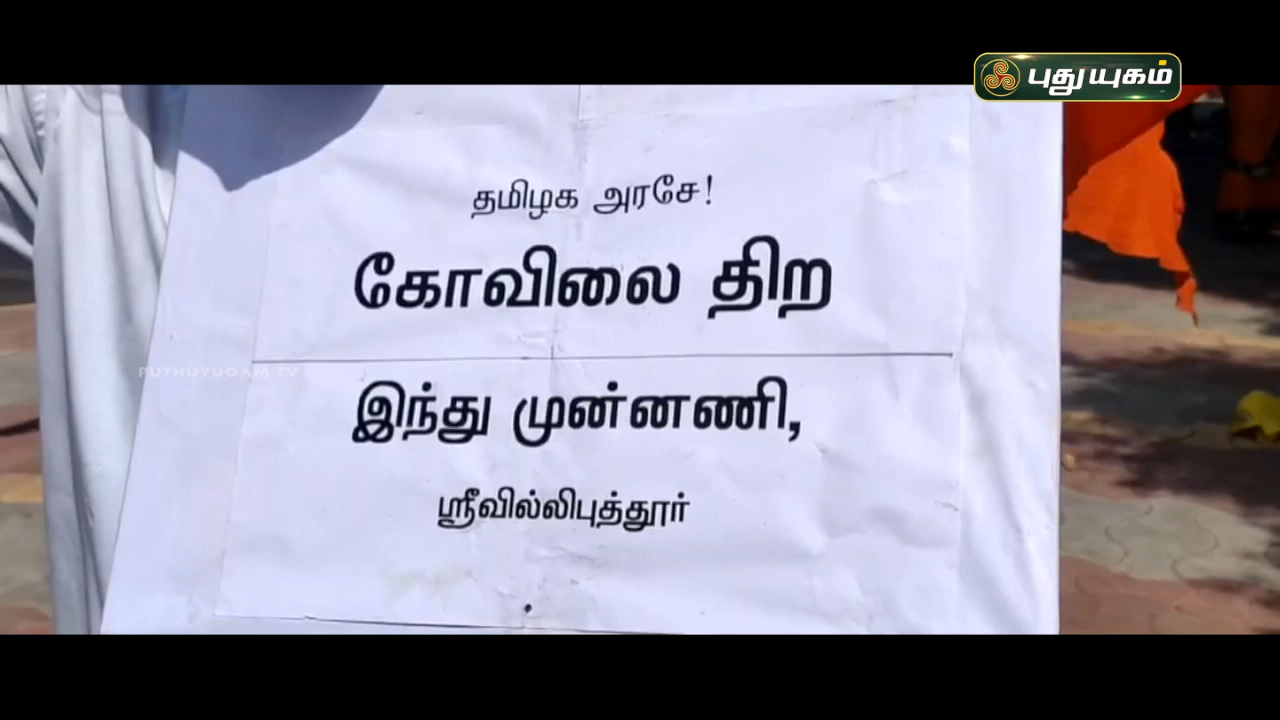 புதுயுகம்
தமிழக அரசே!
கோவிலை திற
PUTHUYUGAM TV
இந்து முன்னணி,
ஸ்ரீவில்லிபுத்தூர்